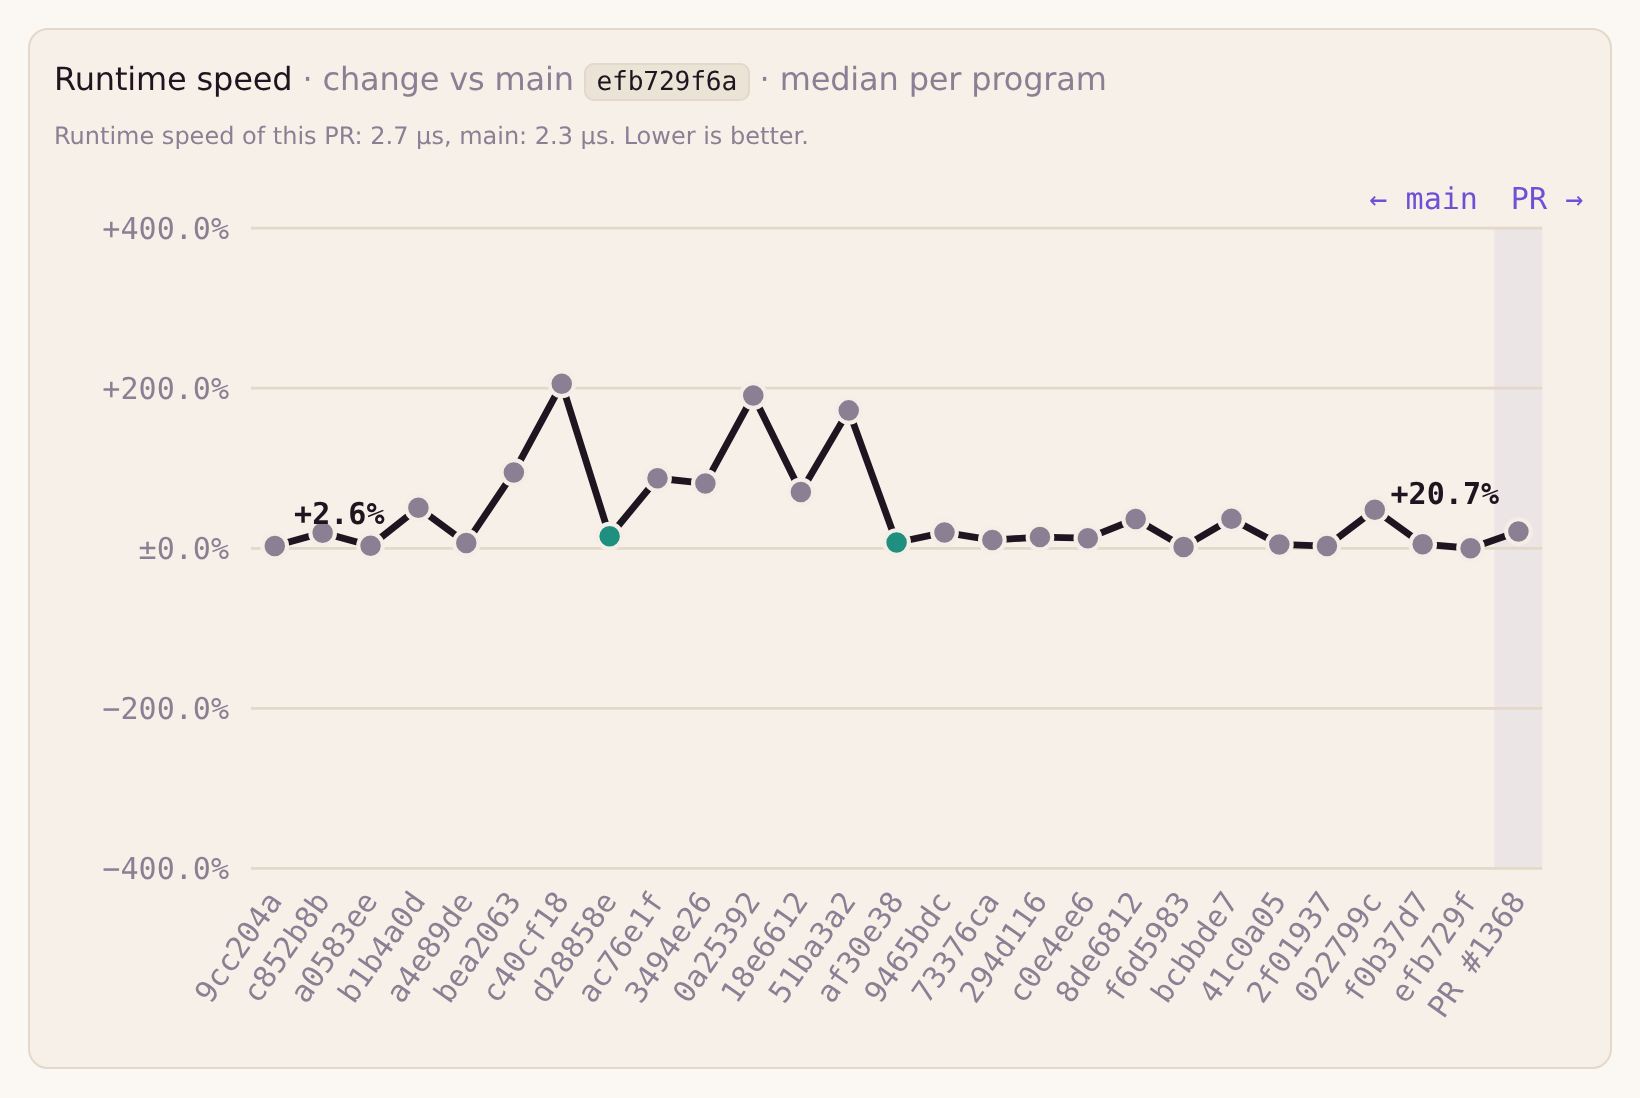 Runtime speed · change vs main efb729f6a · median per program
Runtime speed of this PR: 2.7 µs, main: 2.3 µs. Lower is better.
← main PR →
+400.0%
+200.0%
±0.0%
−200.0%
−400.0%
+2.6%
+20.7%
9cc204a
c852b8b
a0583ee
b1b4a0d
a4e89de
bea2063
c40cf18
d28858e
ac76e1f
3494e26
0a25392
18e6612
51ba3a2
af30e38
9465bdc
73376ca
294d116
c0e4ee6
8de6812
f6d5983
bcbbde7
41c0a05
2f01937
022799c
f0b37d7
efb729f
PR #1368